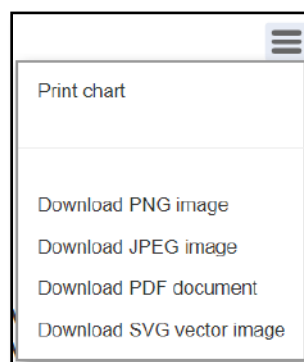 Print chart
Download PNG image
Download JPEG image
Download PDF document
Download SVG vector image